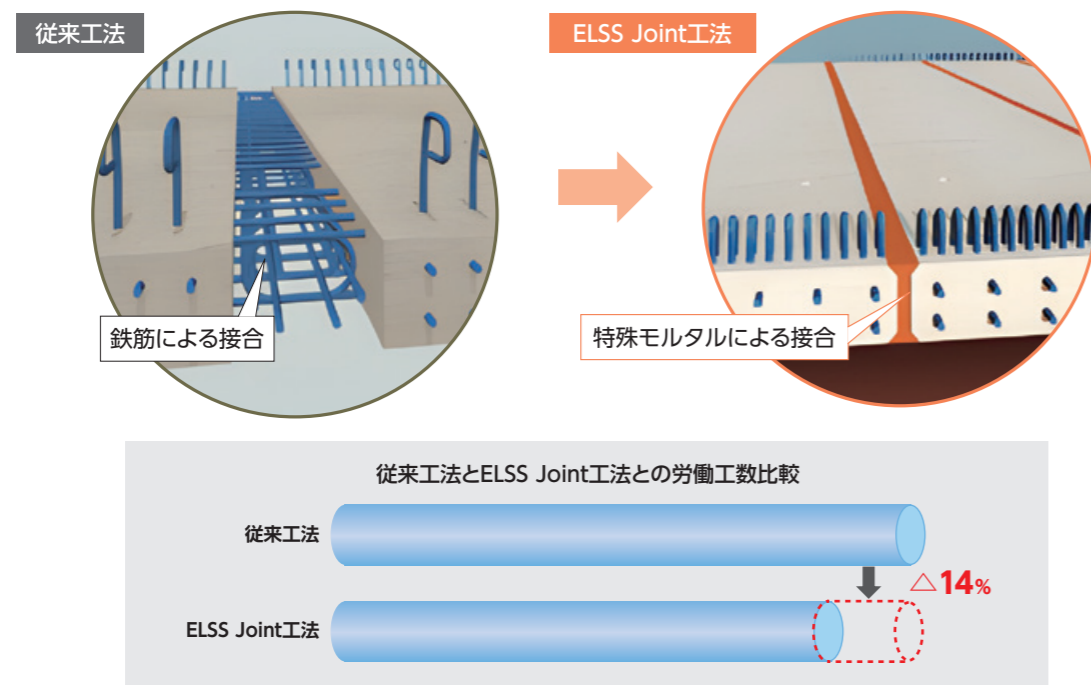 従来工法
ELSS Joint工法
鉄筋による接合
特殊モルタルによる接合
従来工法とELSS Joint工法との労働工数比較
従来工法
△14%
ELSS Joint工法